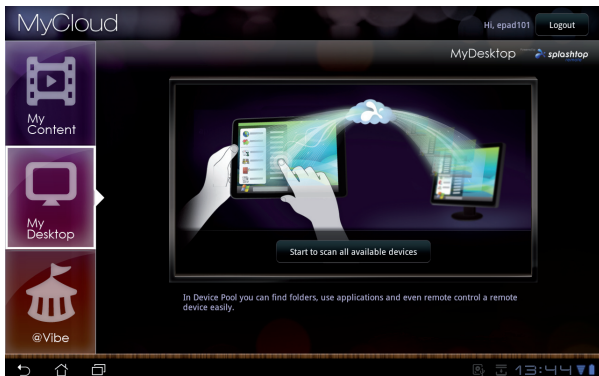 MyCloud
Hi, epad101
Logout
MyDesktop
splashtop
My
Content
My
Desktop
@Vibe
Start to scan all available devices
In Device Pool you can find folders, use applications and even remote control a remote
device easily.
13:44